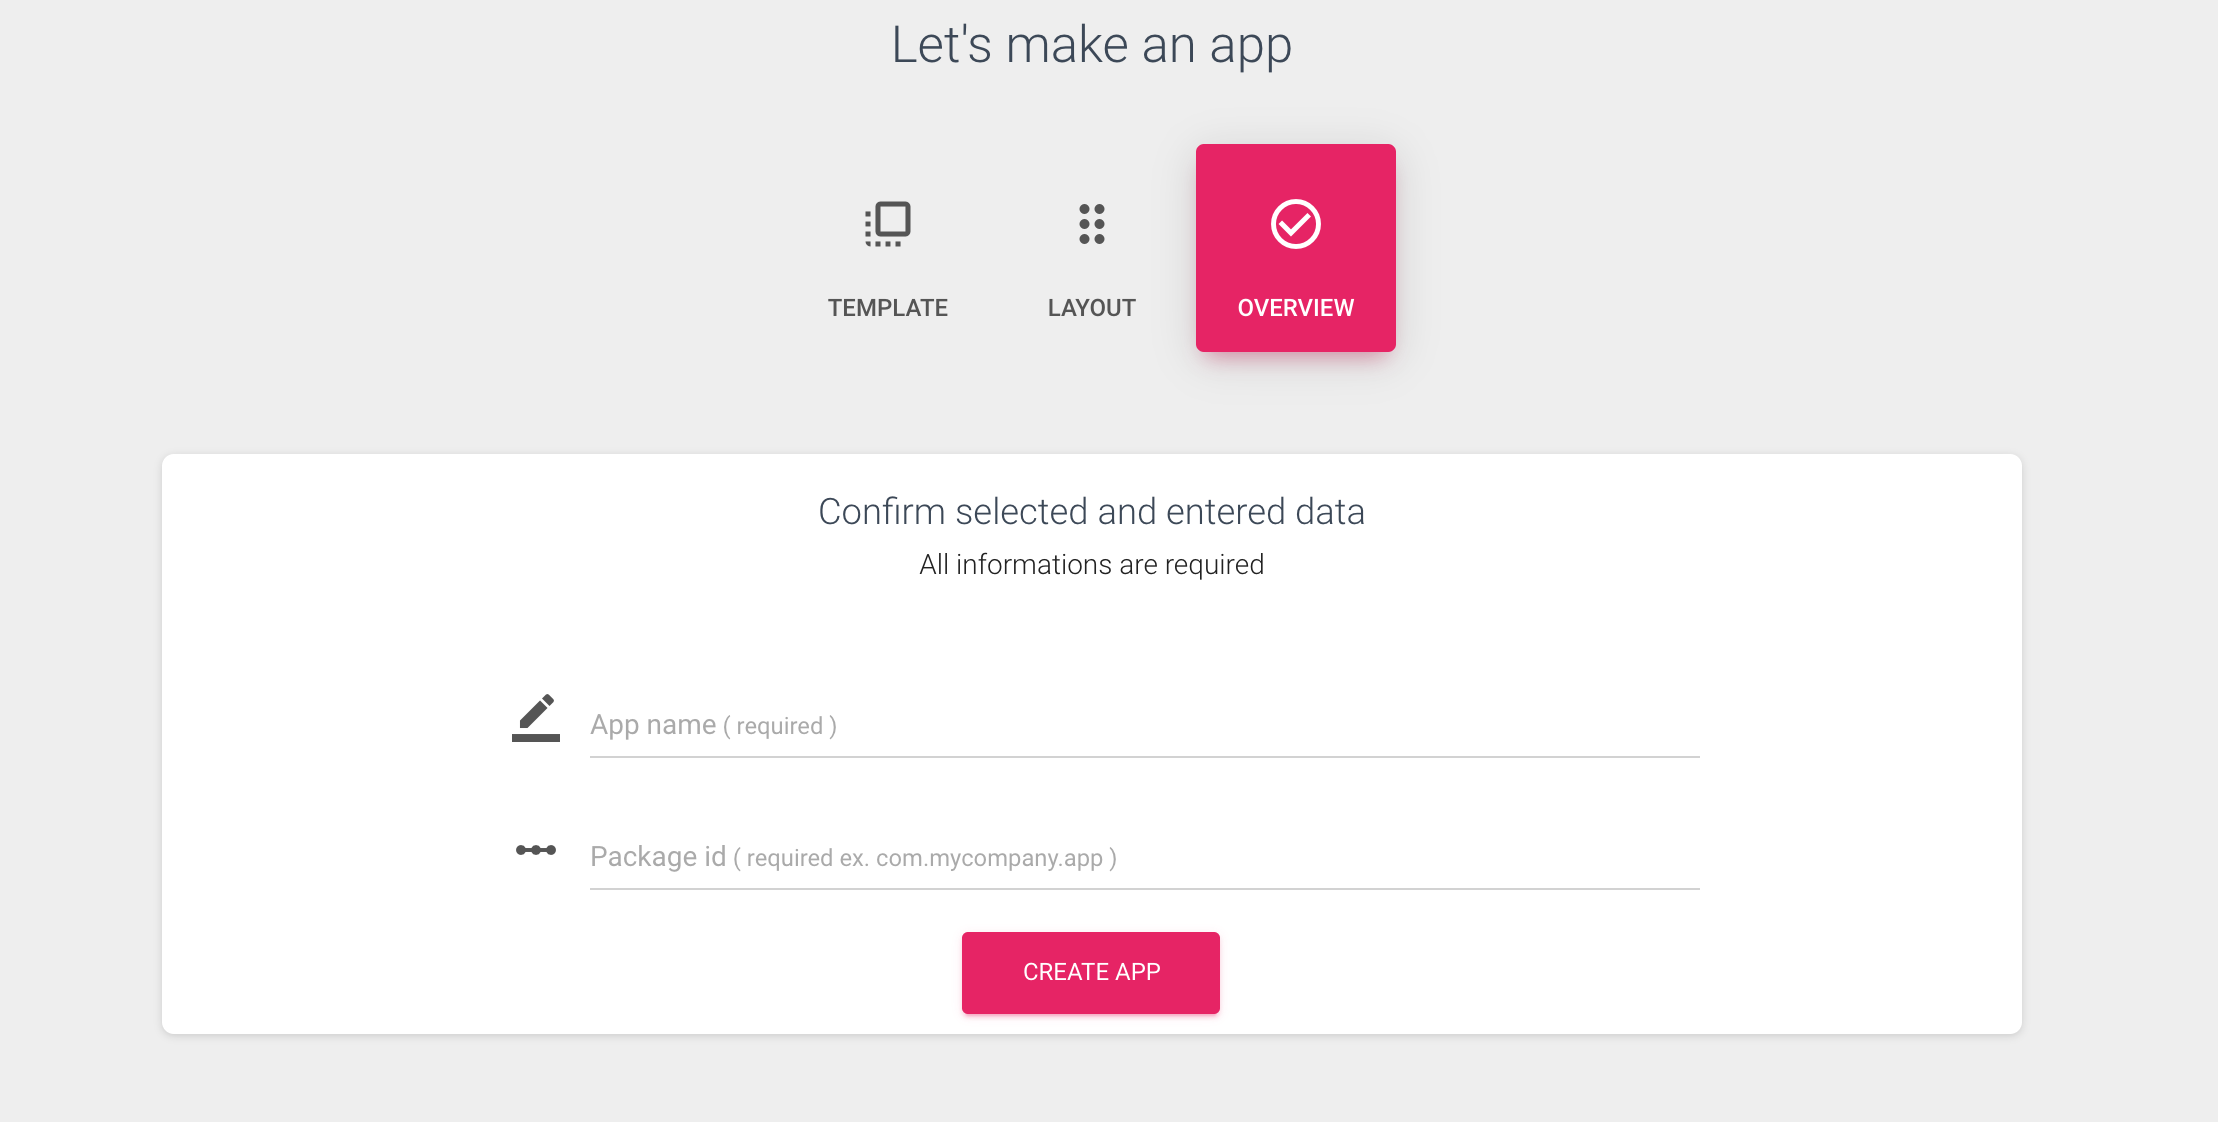 Let's make an app
TEMPLATE
LAYOUT
OVERVIEW
Confirm selected and entered data
All informations are required
App name ( required )
Package id ( required ex. com.mycompany.app )
CREATE APP